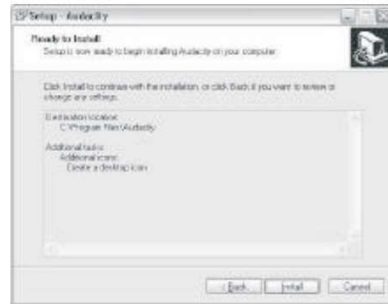 Setup - Audacity
Ready to Install
Setup is now ready to begin installing Audacity on your computer.
Click Install to continue with the installation, or click Back if you want to review or
change any settings.
Destination location:
C:\Program Files\Audacity
Additional tasks:
Additional icons:
Create a desktop icon
< Back
Install
Cancel